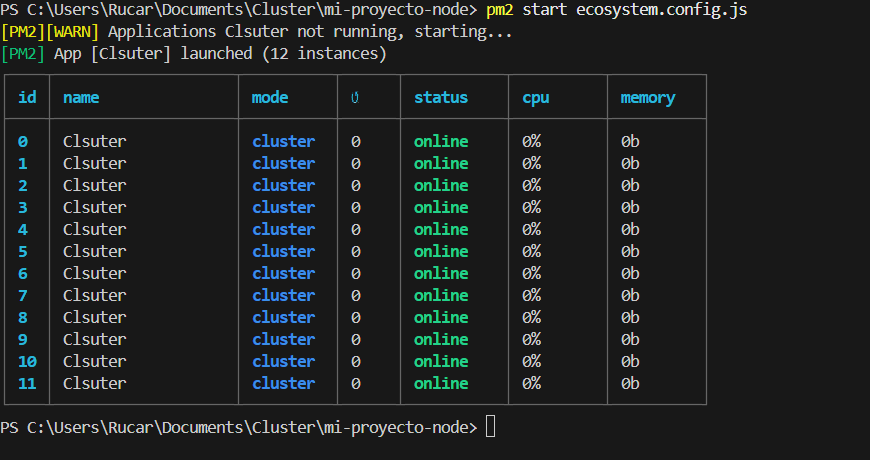 PS C:\Users\Rucar\Documents\Cluster\mi-proyecto-node> pm2 start ecosystem.config.js
[PM2][WARN] Applications Clsuter not running, starting...
[PM2] App [Clsuter] launched (12 instances)
id name mode ↺ status cpu memory
0 Clsuter cluster 0 online 0% 0b
1 Clsuter cluster 0 online 0% 0b
2 Clsuter cluster 0 online 0% 0b
3 Clsuter cluster 0 online 0% 0b
4 Clsuter cluster 0 online 0% 0b
5 Clsuter cluster 0 online 0% 0b
6 Clsuter cluster 0 online 0% 0b
7 Clsuter cluster 0 online 0% 0b
8 Clsuter cluster 0 online 0% 0b
9 Clsuter cluster 0 online 0% 0b
10 Clsuter cluster 0 online 0% 0b
11 Clsuter cluster 0 online 0% 0b
PS C:\Users\Rucar\Documents\Cluster\mi-proyecto-node>